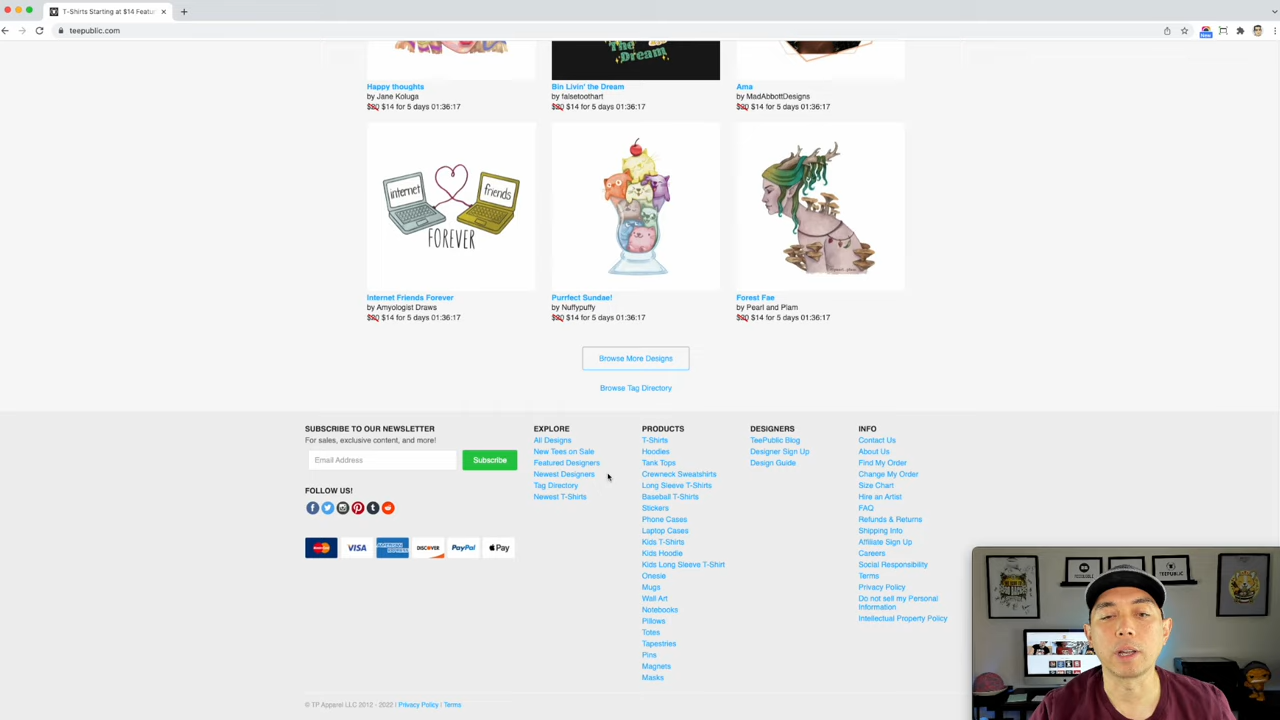 T-Shirts Starting at $14 Featu
teepublic.com
New
The
Dream
Happy thoughts
by Jane Koluga
$20 $14 for 5 days 01:36:17
Bin Livin' the Dream
by falsetoothart
$20 $14 for 5 days 01:36:17
Ama
by MadAbbottDesigns
$20 $14 for 5 days 01:36:17
internet
friends
FOREVER
Internet Friends Forever
by Amyologist Draws
$20 $14 for 5 days 01:36:17
Purrfect Sundae!
by Nuffypuffy
$20 $14 for 5 days 01:36:17
Forest Fae
by Pearl and Plam
$20 $14 for 5 days 01:36:17
Browse More Designs
Browse Tag Directory
SUBSCRIBE TO OUR NEWSLETTER
For sales, exclusive content, and more!
Email Address
Subscribe
FOLLOW US!
VISA
AMERICAN EXPRESS
DISCOVER
PayPal
Pay
EXPLORE
All Designs
New Tees on Sale
Featured Designers
Newest Designers
Tag Directory
Newest T-Shirts
PRODUCTS
T-Shirts
Hoodies
Tank Tops
Crewneck Sweatshirts
Long Sleeve T-Shirts
Baseball T-Shirts
Stickers
Phone Cases
Laptop Cases
Kids T-Shirts
Kids Hoodie
Kids Long Sleeve T-Shirt
Onesie
Mugs
Wall Art
Notebooks
Pillows
Totes
Tapestries
Pins
Magnets
Masks
DESIGNERS
TeePublic Blog
Designer Sign Up
Design Guide
INFO
Contact Us
About Us
Find My Order
Change My Order
Size Chart
Hire an Artist
FAQ
Refunds & Returns
Shipping Info
Affiliate Sign Up
Careers
Social Responsibility
Terms
Privacy Policy
Do not sell my Personal
Information
Intellectual Property Policy
TEEPUBLIC
© TP Apparel LLC 2012 - 2022 | Privacy Policy | Terms